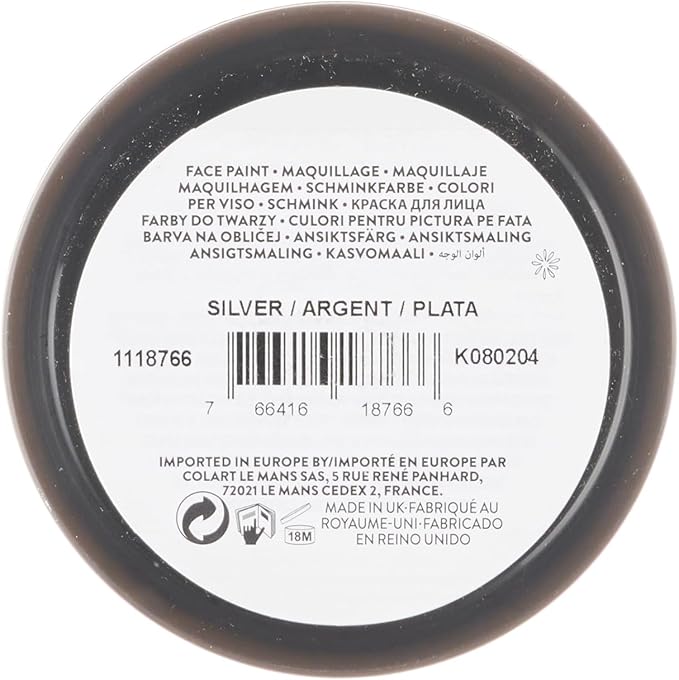 FACE PAINT • MAQUILLAGE • MAQUILLAJE
MAQUILHAGEM • SCHMINKFARBE • COLORI
PER VISO • SCHMINK • КРАСКА ДЛЯ ЛИЦА
FARBY DO TWARZY • CULORI PENTRU PICTURA PE FATA
BARVA NA OBLIČEJ • ANSIKTSFÄRG • ANSIKTSMALING
ANSIGTSMALING • KASVOMAALI • ألوان الوجه
SILVER / ARGENT / PLATA
1118766 K080204
7 66416 18766 6
IMPORTED IN EUROPE BY/IMPORTÉ EN EUROPE PAR
COLART LE MANS SAS, 5 RUE RENÉ PANHARD,
72021 LE MANS CEDEX 2, FRANCE.
18M
MADE IN UK•FABRIQUÉ AU
ROYAUME-UNI•FABRICADO
EN REINO UNIDO